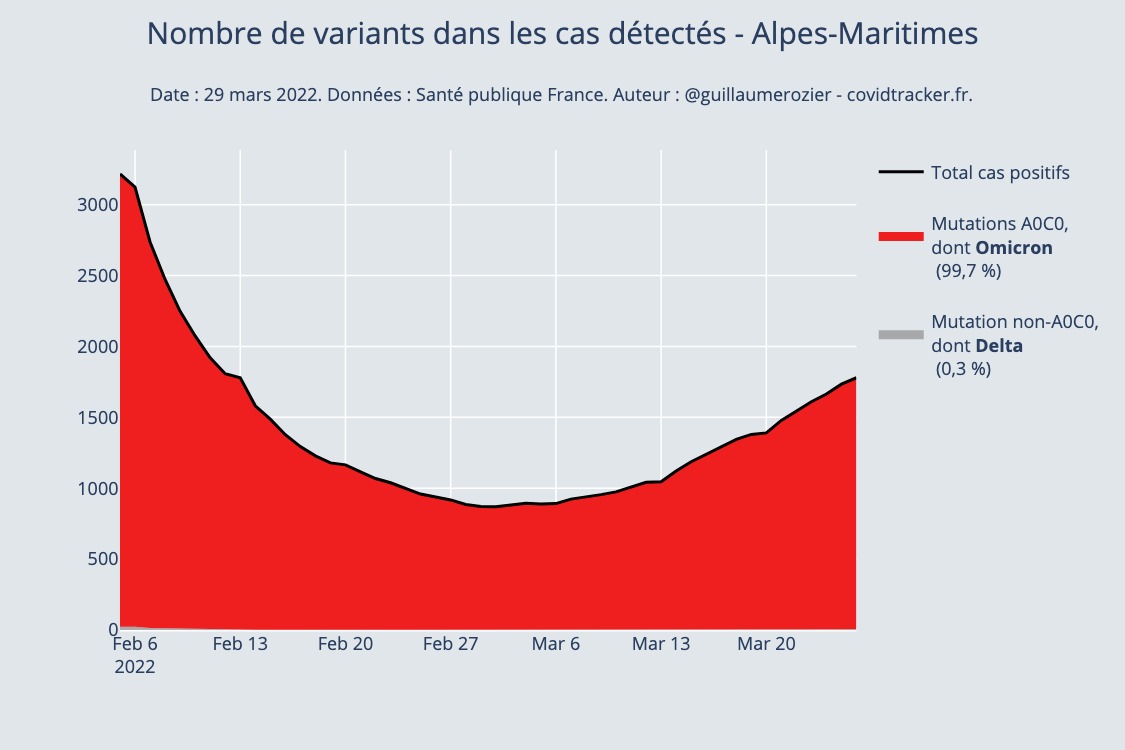 Nombre de variants dans les cas détectés - Alpes-Maritimes
Date : 29 mars 2022. Données : Santé publique France. Auteur : @guillaumerozier - covidtracker.fr.
Total cas positifs
Mutations A0C0,
dont Omicron
(99,7 %)
Mutation non-A0C0,
dont Delta
(0,3 %)
3000
2500
2000
1500
1000
500
0
Feb 6
2022
Feb 13
Feb 20
Feb 27
Mar 6
Mar 13
Mar 20